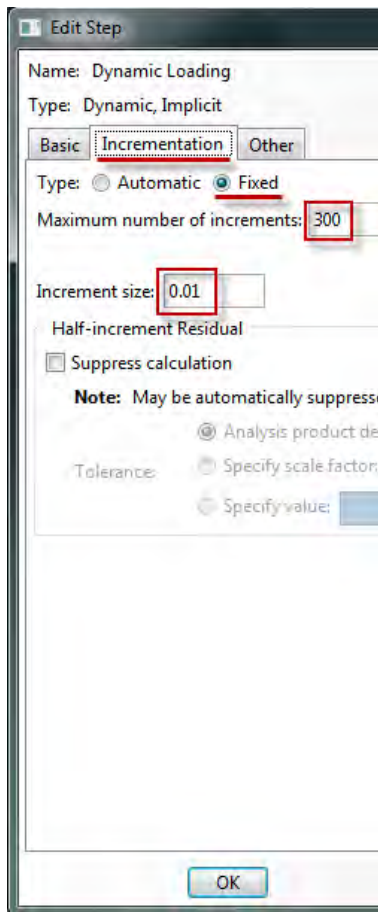 Edit Step
Name: Dynamic Loading
Type: Dynamic, Implicit
Basic Incrementation Other
Type: Automatic Fixed
Maximum number of increments: 300
Increment size: 0.01
Half-increment Residual
Suppress calculation
Note: May be automatically suppresse
Analysis product de
Tolerance: Specify scale factor:
Specify value:
OK